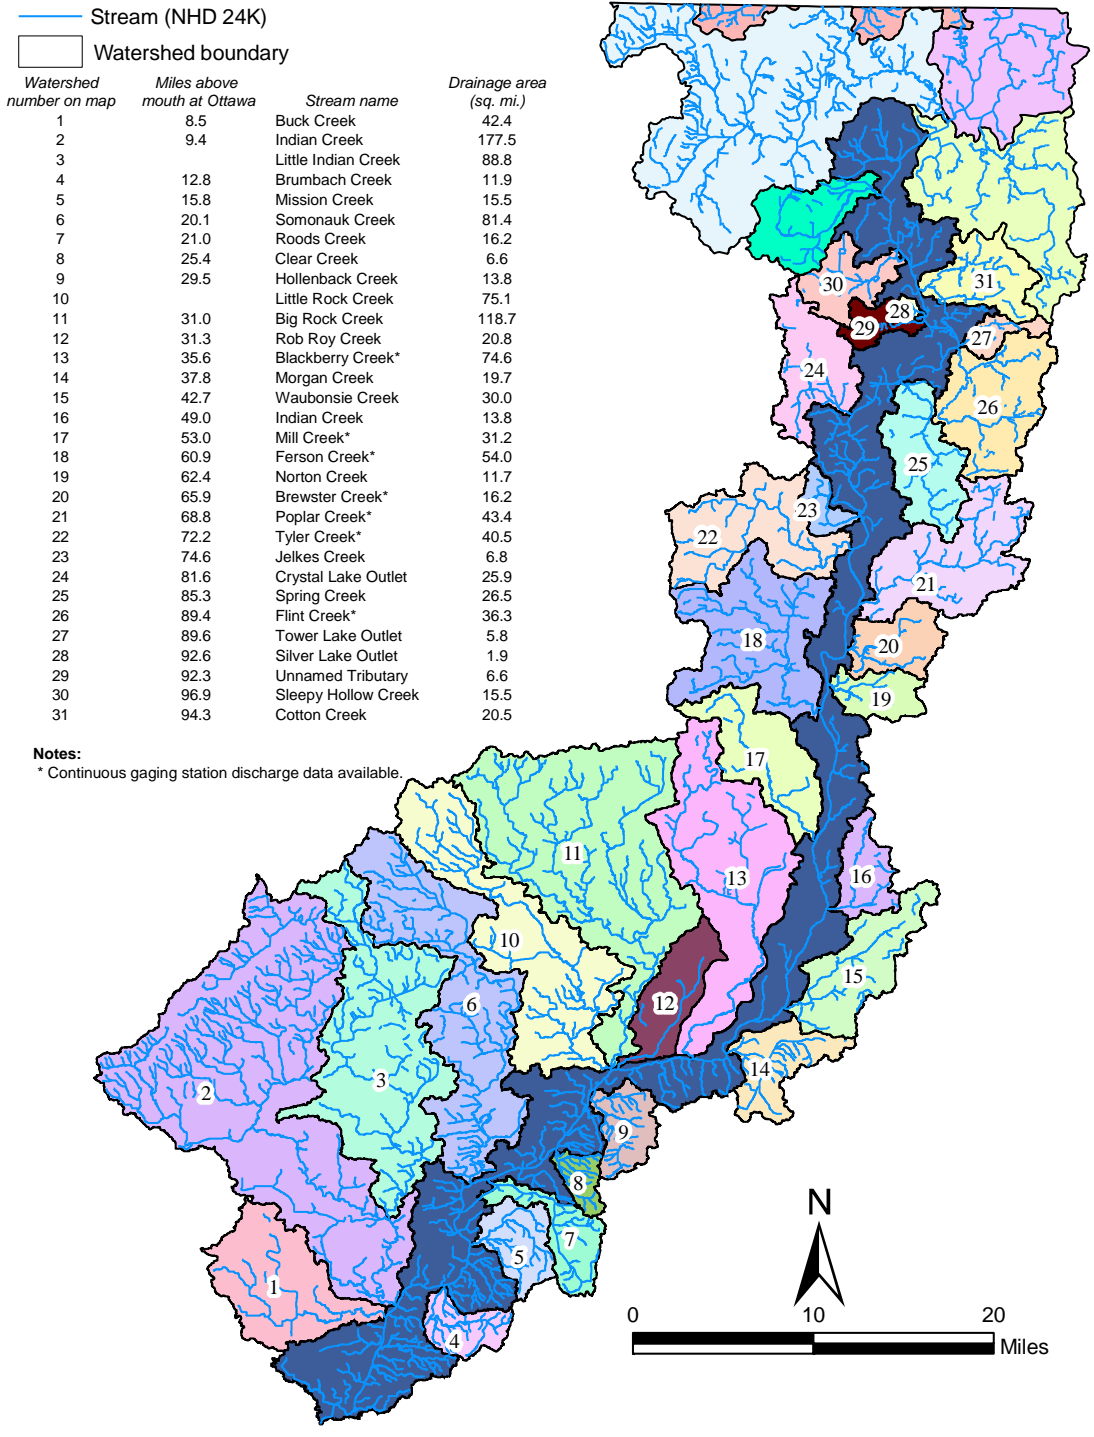 Stream (NHD 24K)
Watershed boundary
Watershed number on map Miles above mouth at Ottawa Stream name Drainage area (sq. mi.)
1 8.5 Buck Creek 42.4
2 9.4 Indian Creek 177.5
3 Little Indian Creek 88.8
4 12.8 Brumbach Creek 11.9
5 15.8 Mission Creek 15.5
6 20.1 Somonauk Creek 81.4
7 21.0 Roods Creek 16.2
8 25.4 Clear Creek 6.6
9 29.5 Hollenback Creek 13.8
10 Little Rock Creek 75.1
11 31.0 Big Rock Creek 118.7
12 31.3 Rob Roy Creek 20.8
13 35.6 Blackberry Creek* 74.6
14 37.8 Morgan Creek 19.7
15 42.7 Waubonsie Creek 30.0
16 49.0 Indian Creek 13.8
17 53.0 Mill Creek* 31.2
18 60.9 Ferson Creek* 54.0
19 62.4 Norton Creek 11.7
20 65.9 Brewster Creek* 16.2
21 68.8 Poplar Creek* 43.4
22 72.2 Tyler Creek* 40.5
23 74.6 Jelkes Creek 6.8
24 81.6 Crystal Lake Outlet 25.9
25 85.3 Spring Creek 26.5
26 89.4 Flint Creek* 36.3
27 89.6 Tower Lake Outlet 5.8
28 92.6 Silver Lake Outlet 1.9
29 92.3 Unnamed Tributary 6.6
30 96.9 Sleepy Hollow Creek 15.5
31 94.3 Cotton Creek 20.5
Notes:
* Continuous gaging station discharge data available.
30
31
28
29
27
24
26
25
23
22
21
18
20
19
17
11
13
16
10
15
12
6
14
3
2
9
8
7
5
1
4
N
0 10 20
Miles